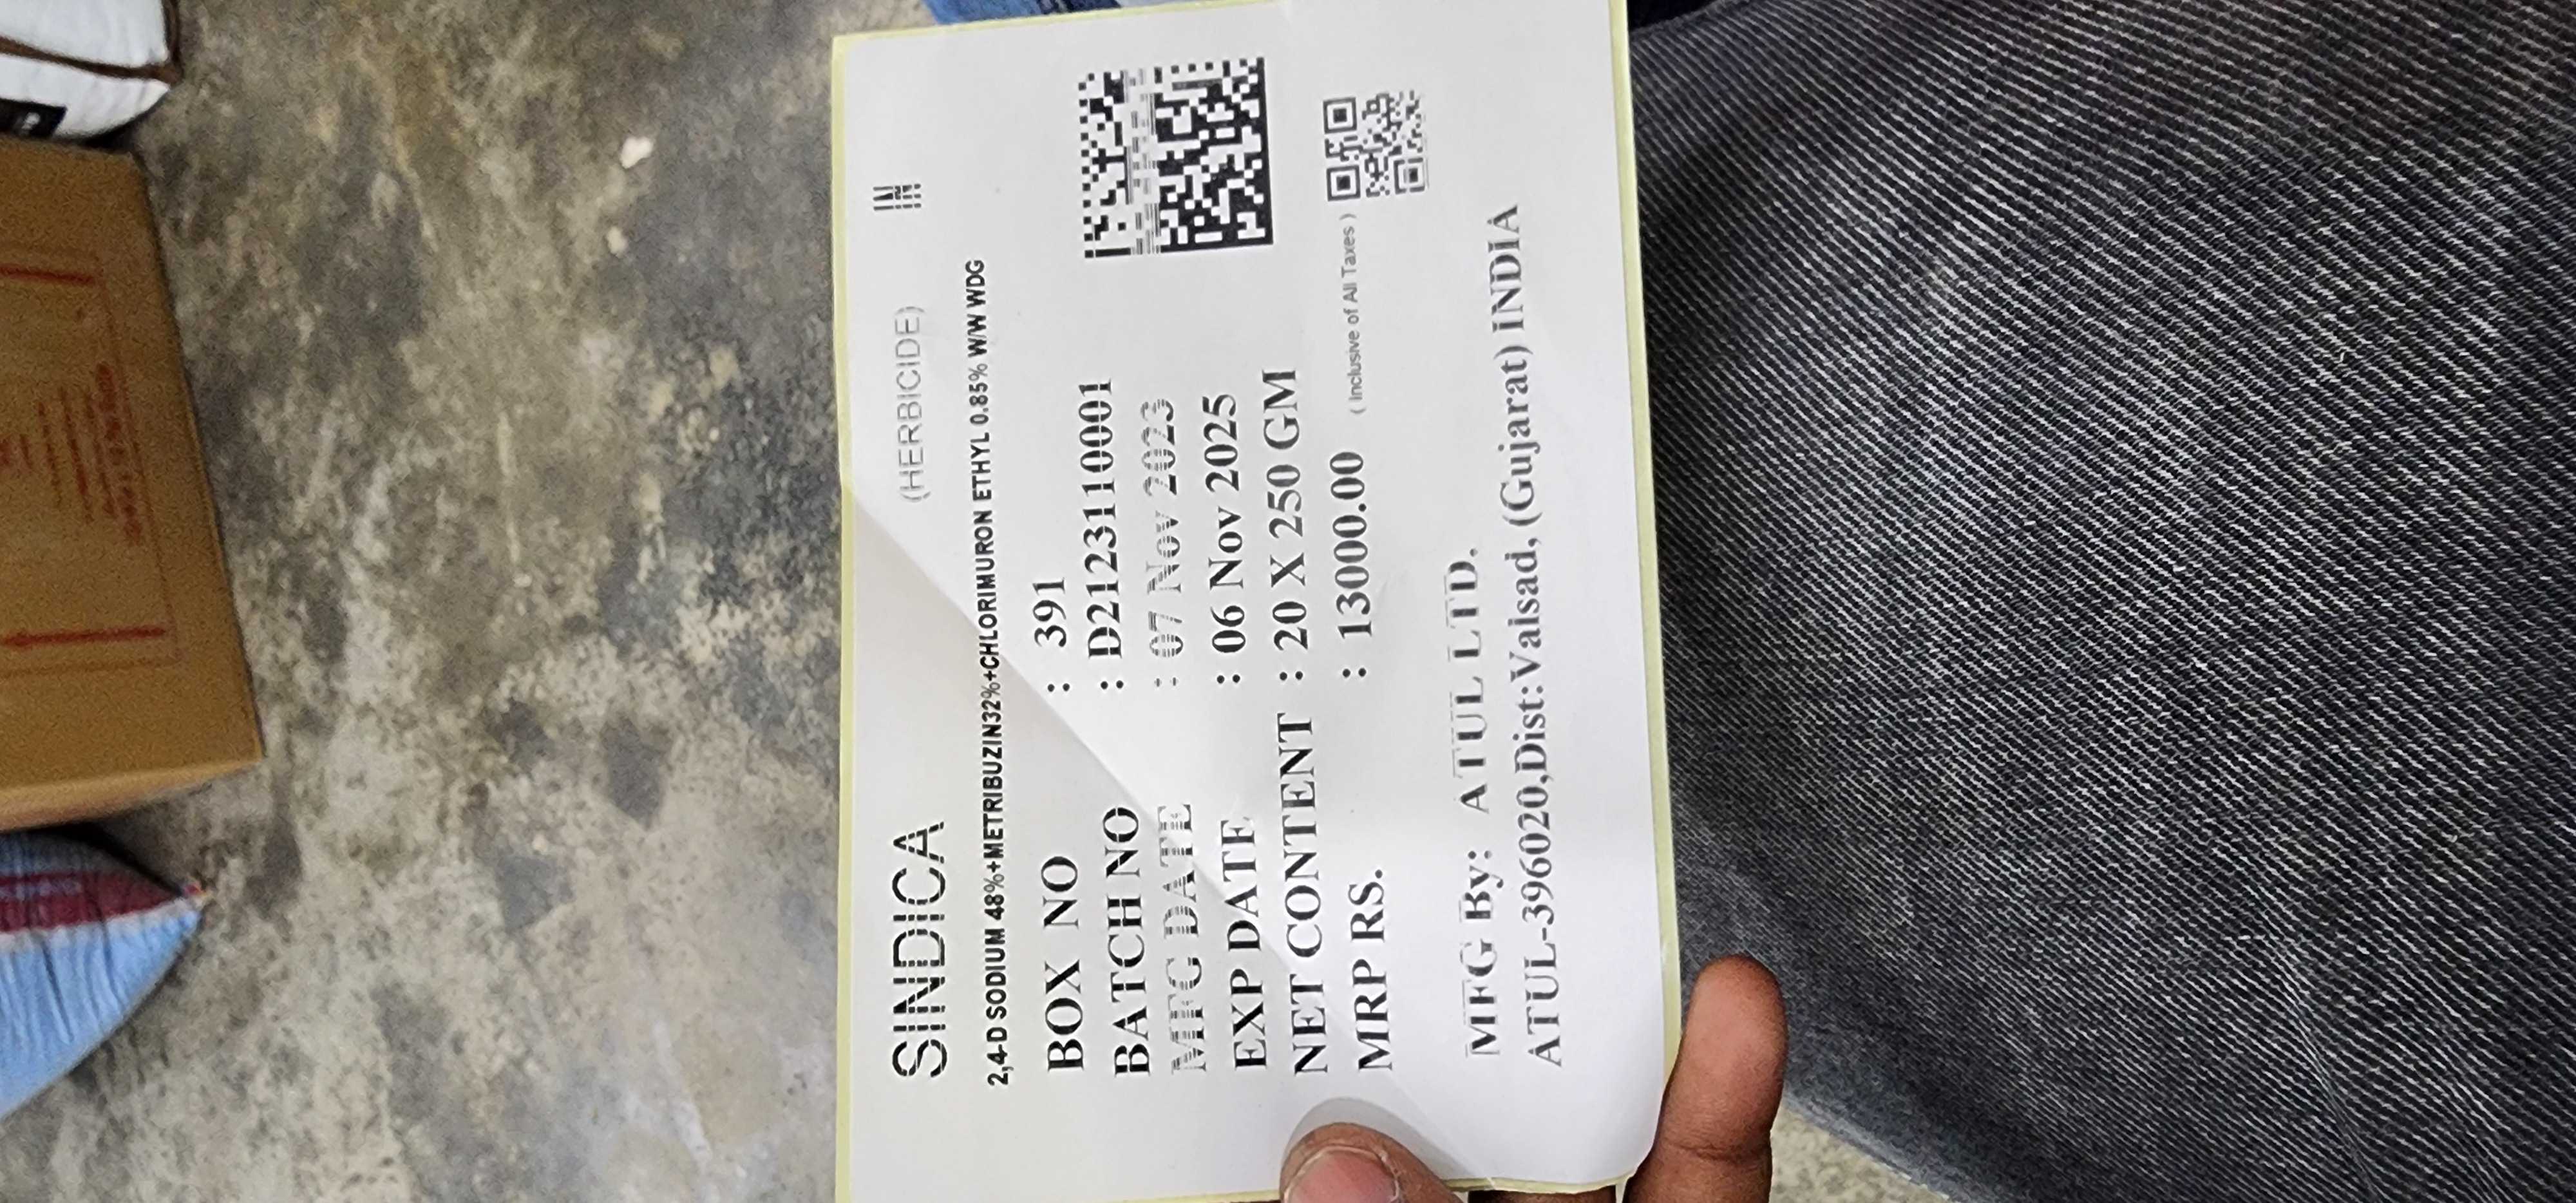 SINDICA (HERBICIDE) IN
2,4-D SODIUM 48%+METRIBUZIN32%+CHLORIMURON ETHYL 0.85% W/W WDG
BOX NO : 391
BATCH NO : D2123110001
MFG DATE : 07 Nov 2023
EXP DATE : 06 Nov 2025
NET CONTENT : 20 X 250 GM
MRP RS. : 13000.00 ( Inclusive of All Taxes )
MFG By: ATUL LTD.
ATUL-396020,Dist:Valsad, (Gujarat) INDIA